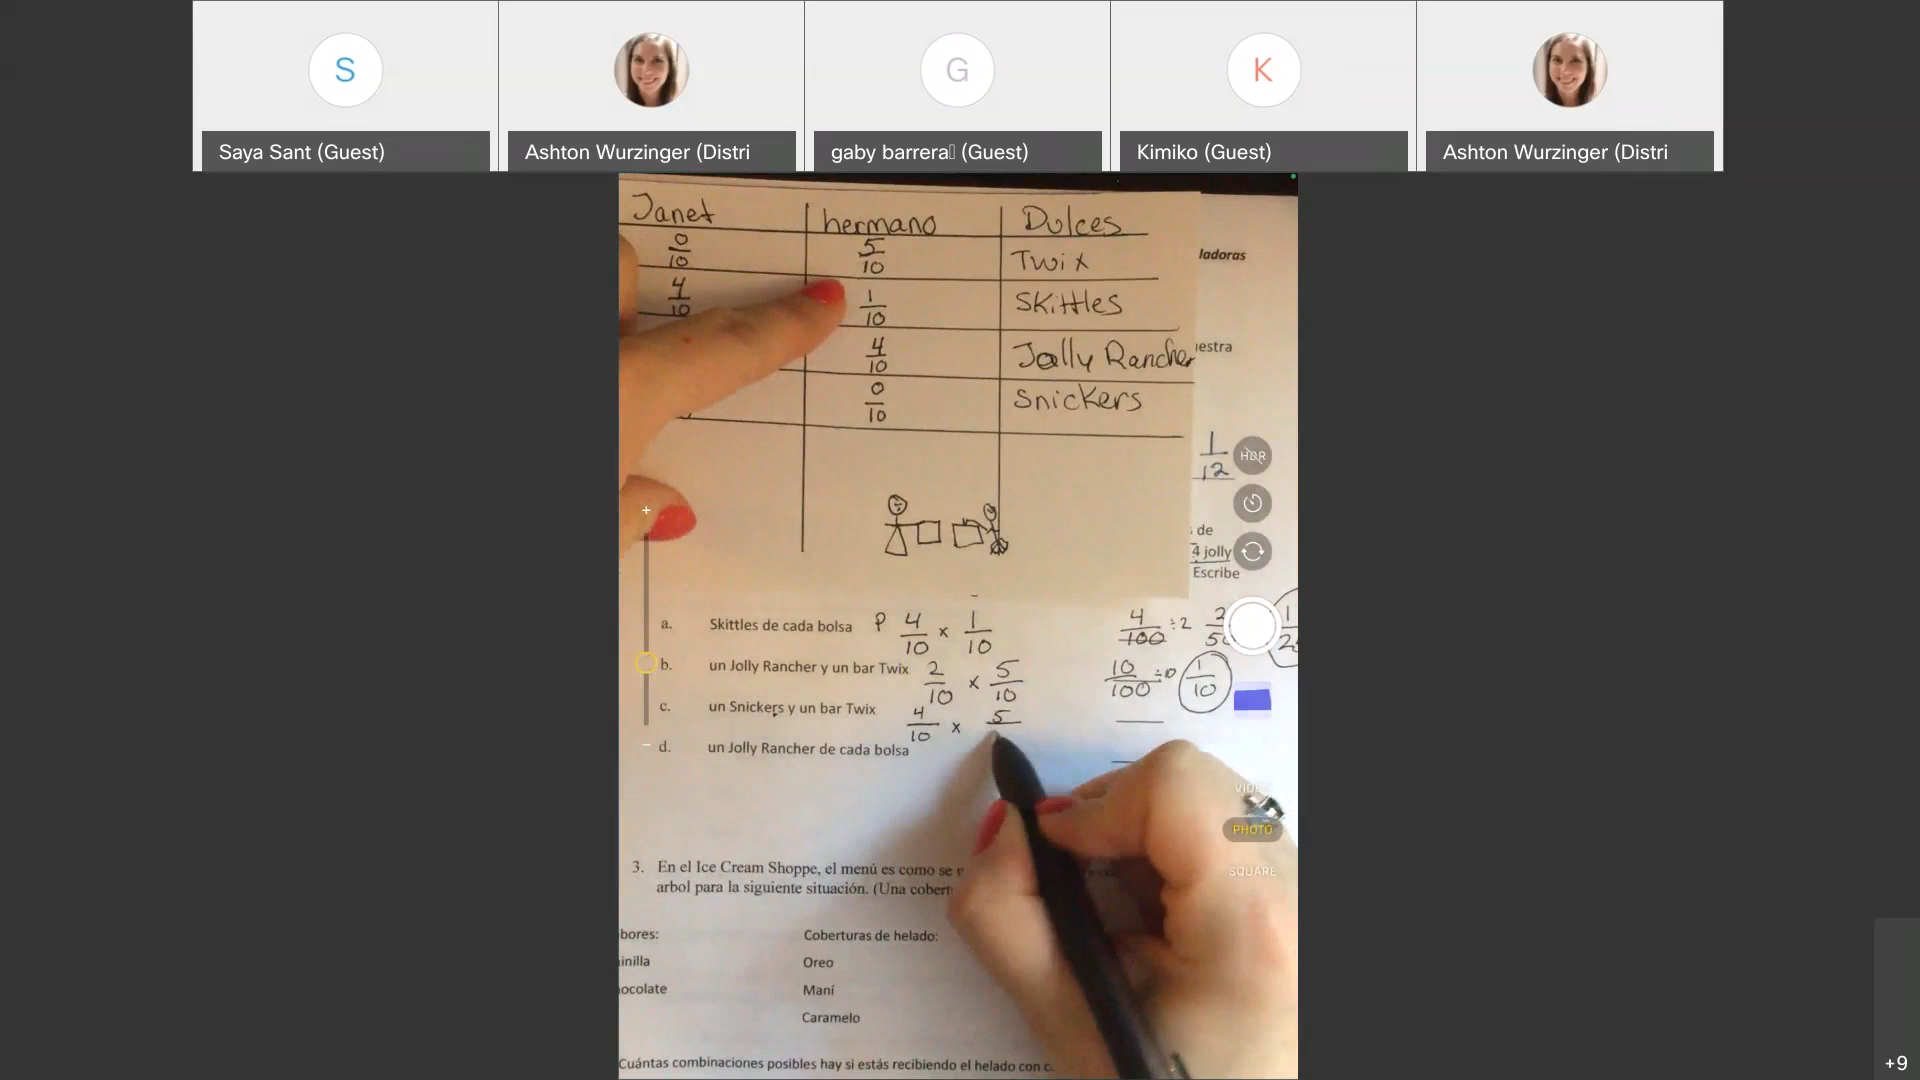 S
G
K
Saya Sant (Guest)
Ashton Wurzinger (Distri
gaby barrera (Guest)
Kimiko (Guest)
Ashton Wurzinger (Distri
Janet hermano Dulces
0/10 5/10 Twix
4/10 1/10 Skittles
4/10 Jolly Rancher
0/10 Snickers
ladoras
estra
1/12
HDR
de
4 jolly
Escribe
a. Skittles de cada bolsa P 4/10 x 1/10 4/100 ÷2
b. un Jolly Rancher y un bar Twix 2/10 x 5/10 10/100 ÷10 1/10
c. un Snickers y un bar Twix 4/10 x 5
d. un Jolly Rancher de cada bolsa
PHOTO
SQUARE
3. En el Ice Cream Shoppe, el menú es como se
arbol para la siguiente situación. (Una cobert
bores: Coberturas de helado:
inilla Oreo
ocolate Maní
Caramelo
Cuántas combinaciones posibles hay si estás recibiendo el helado con c
+9